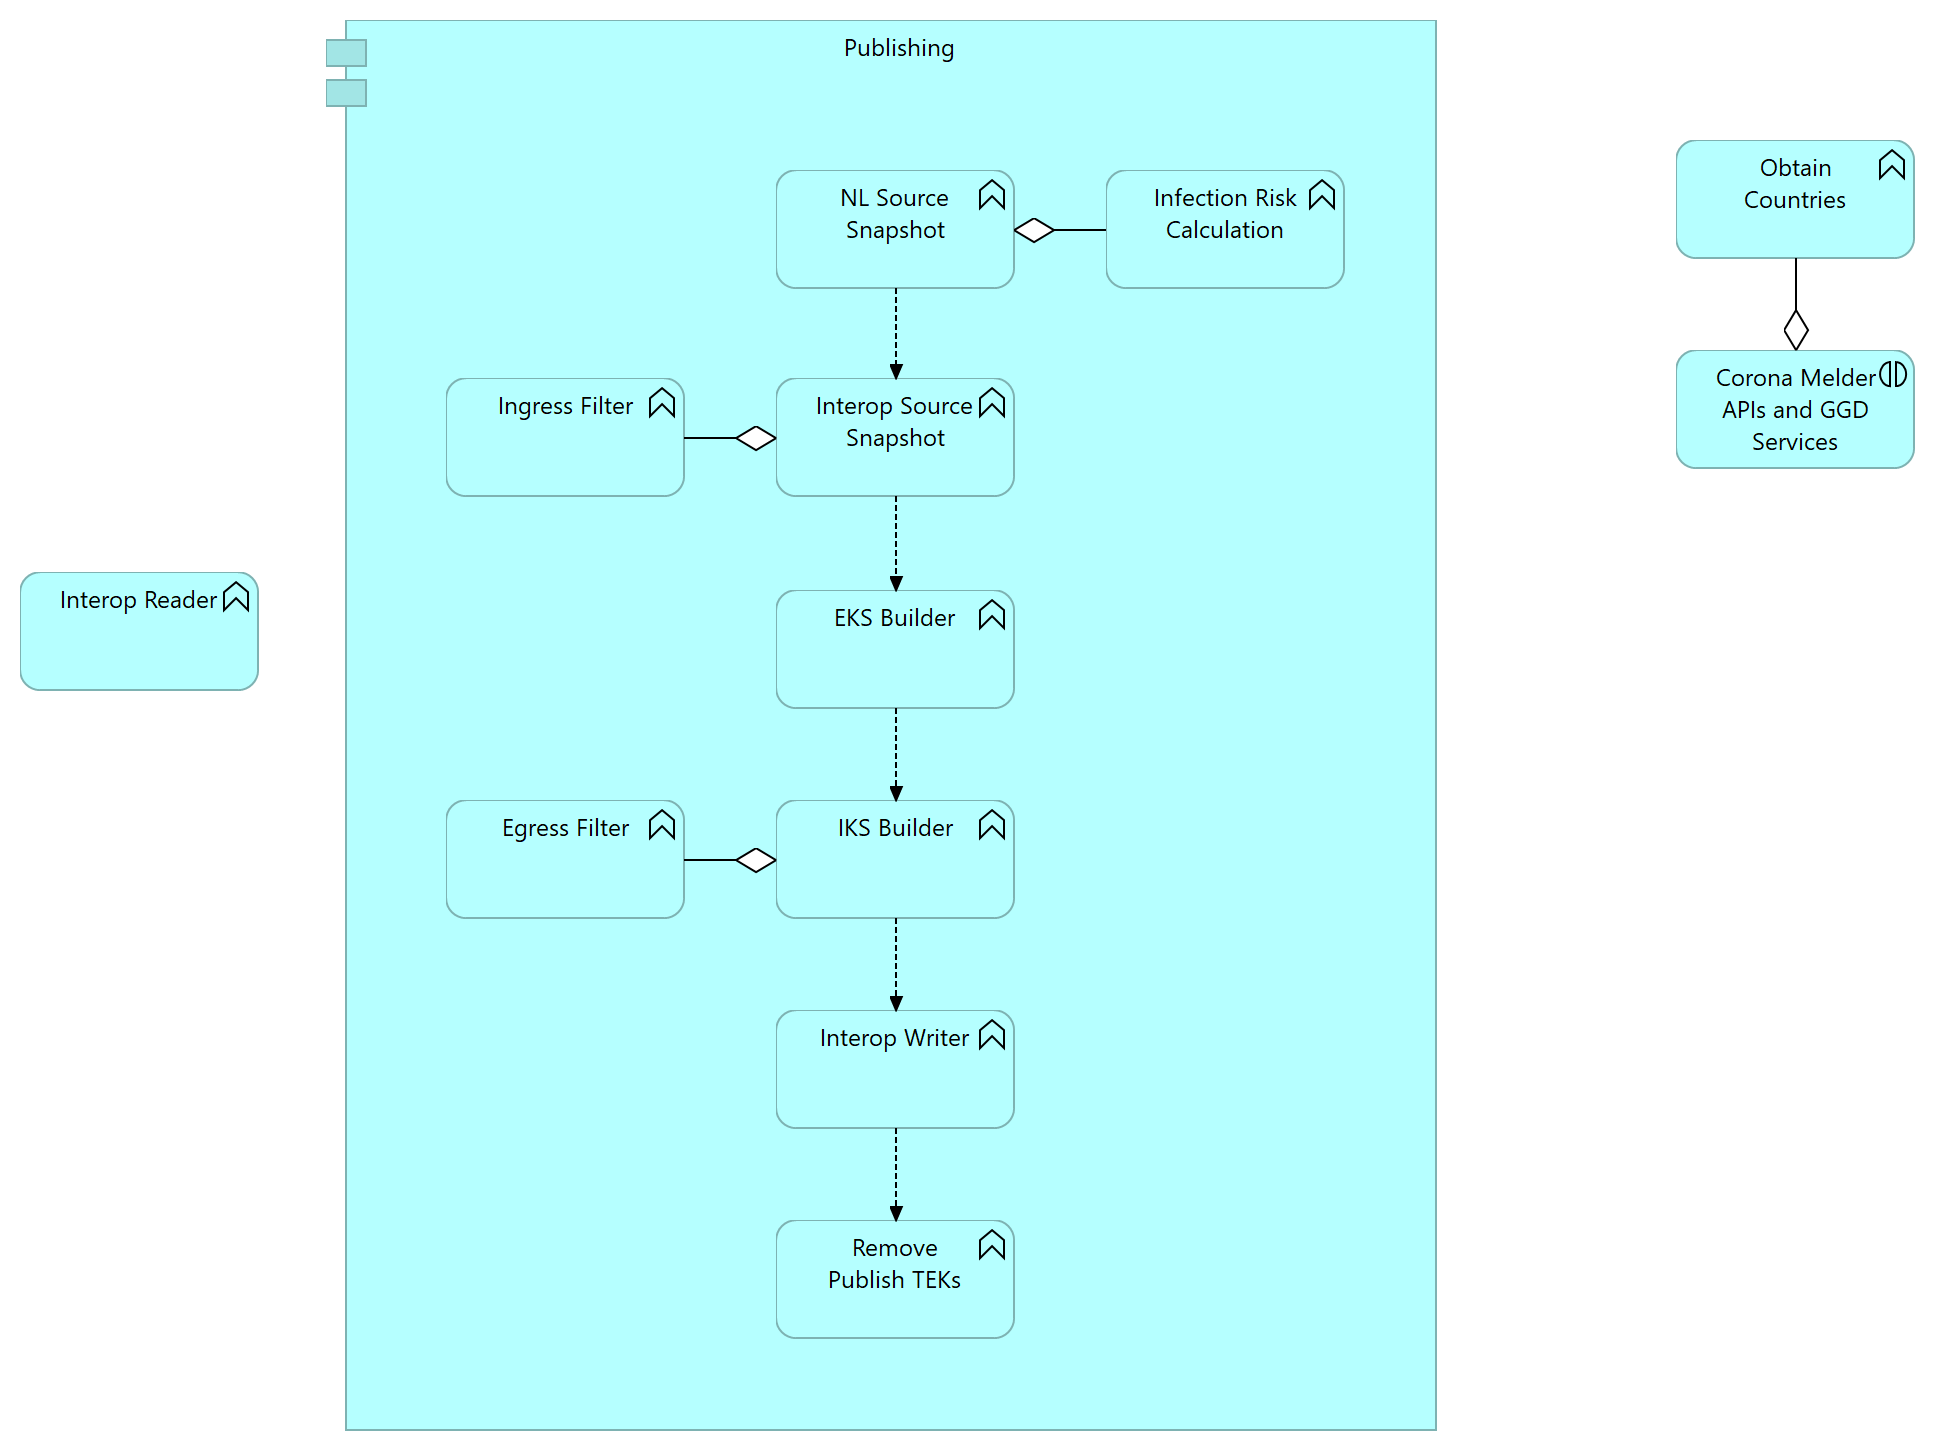 Publishing
NL Source
Snapshot
Infection Risk
Calculation
Obtain
Countries
Ingress Filter
Interop Source
Snapshot
Corona Melder
APIs and GGD
Services
Interop Reader
EKS Builder
Egress Filter
IKS Builder
Interop Writer
Remove
Publish TEKs